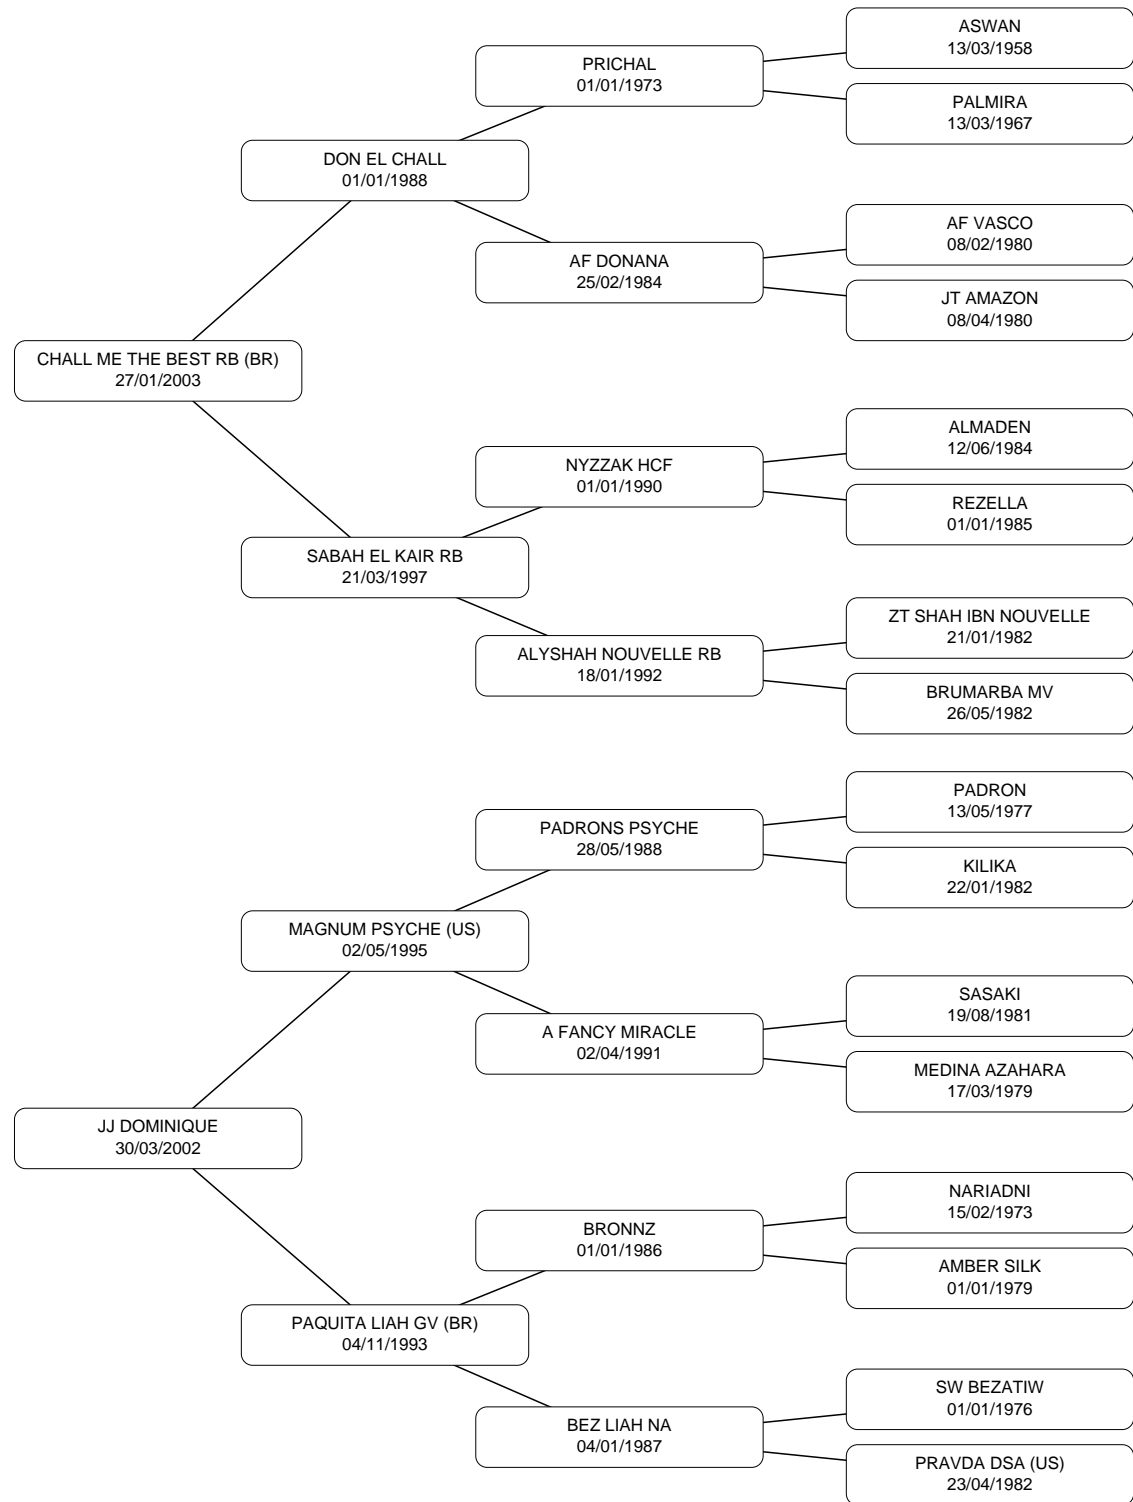 ASWAN
13/03/1958
PRICHAL
01/01/1973
PALMIRA
13/03/1967
DON EL CHALL
01/01/1988
AF VASCO
08/02/1980
AF DONANA
25/02/1984
JT AMAZON
08/04/1980
CHALL ME THE BEST RB (BR)
27/01/2003
ALMADEN
12/06/1984
NYZZAK HCF
01/01/1990
REZELLA
01/01/1985
SABAH EL KAIR RB
21/03/1997
ZT SHAH IBN NOUVELLE
21/01/1982
ALYSHAH NOUVELLE RB
18/01/1992
BRUMARBA MV
26/05/1982
PADRON
13/05/1977
PADRONS PSYCHE
28/05/1988
KILIKA
22/01/1982
MAGNUM PSYCHE (US)
02/05/1995
SASAKI
19/08/1981
A FANCY MIRACLE
02/04/1991
MEDINA AZAHARA
17/03/1979
JJ DOMINIQUE
30/03/2002
NARIADNI
15/02/1973
BRONNZ
01/01/1986
AMBER SILK
01/01/1979
PAQUITA LIAH GV (BR)
04/11/1993
SW BEZATIW
01/01/1976
BEZ LIAH NA
04/01/1987
PRAVDA DSA (US)
23/04/1982